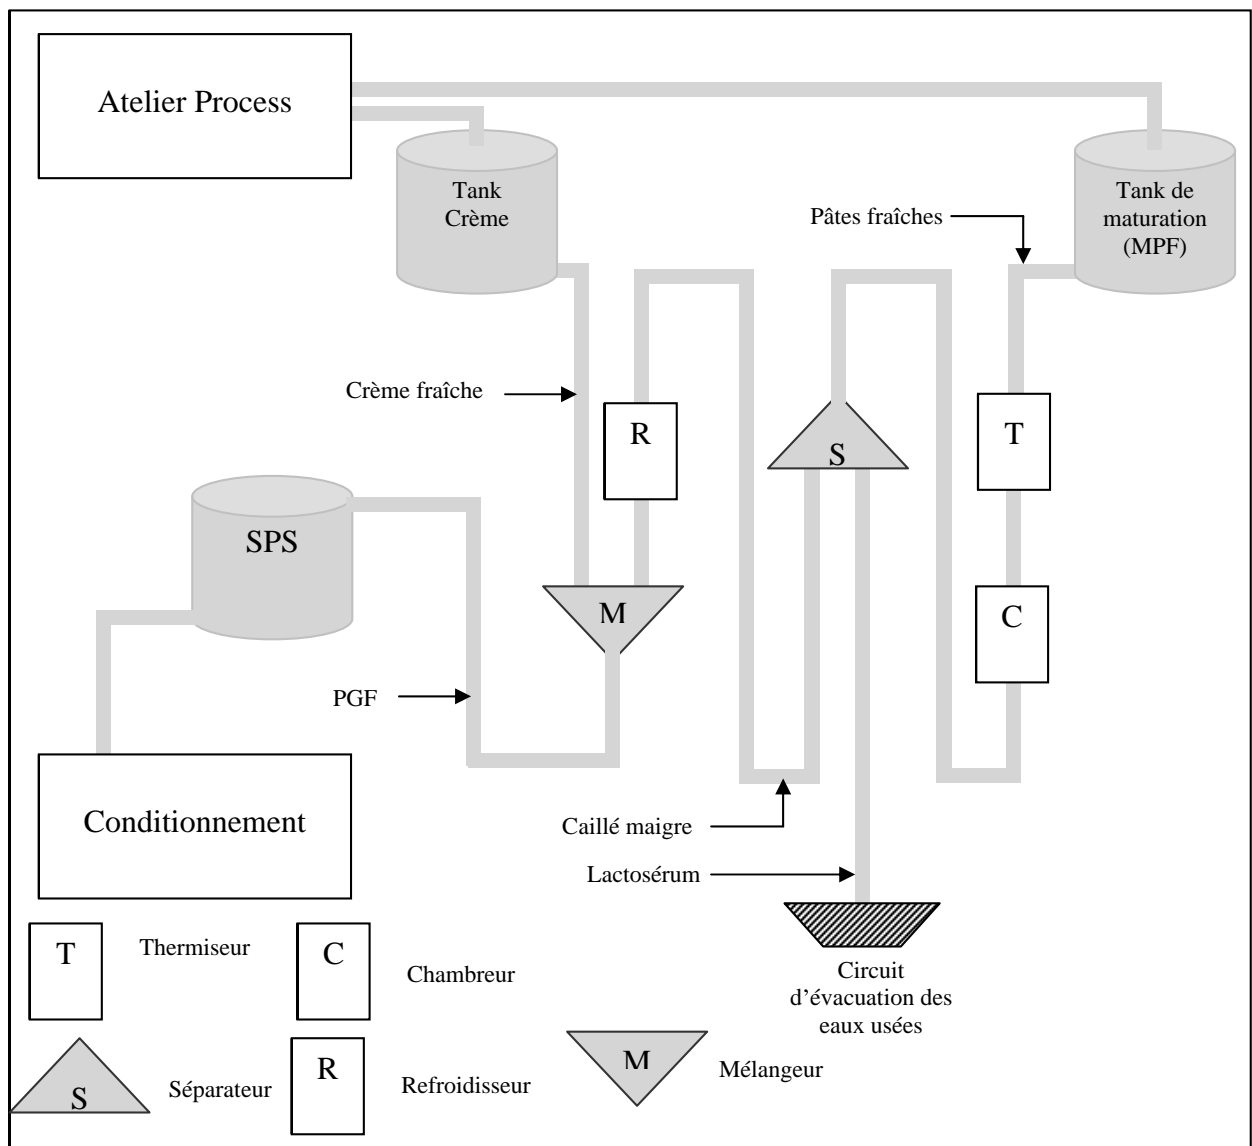 Atelier Process
Tank
Crème
Tank de
maturation
(MPF)
Pâtes fraîches
Crème fraîche
R
T
S
SPS
C
M
PGF
Conditionnement
Caillé maigre
Lactosérum
T
Thermiseur
C
Chambreur
Circuit
d’évacuation des
eaux usées
S
Séparateur
R
Refroidisseur
M
Mélangeur